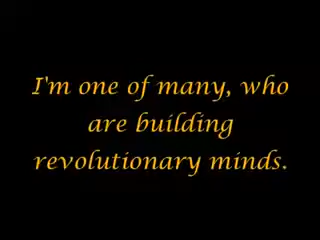 I'm one of many, who
are building
revolutionary minds.